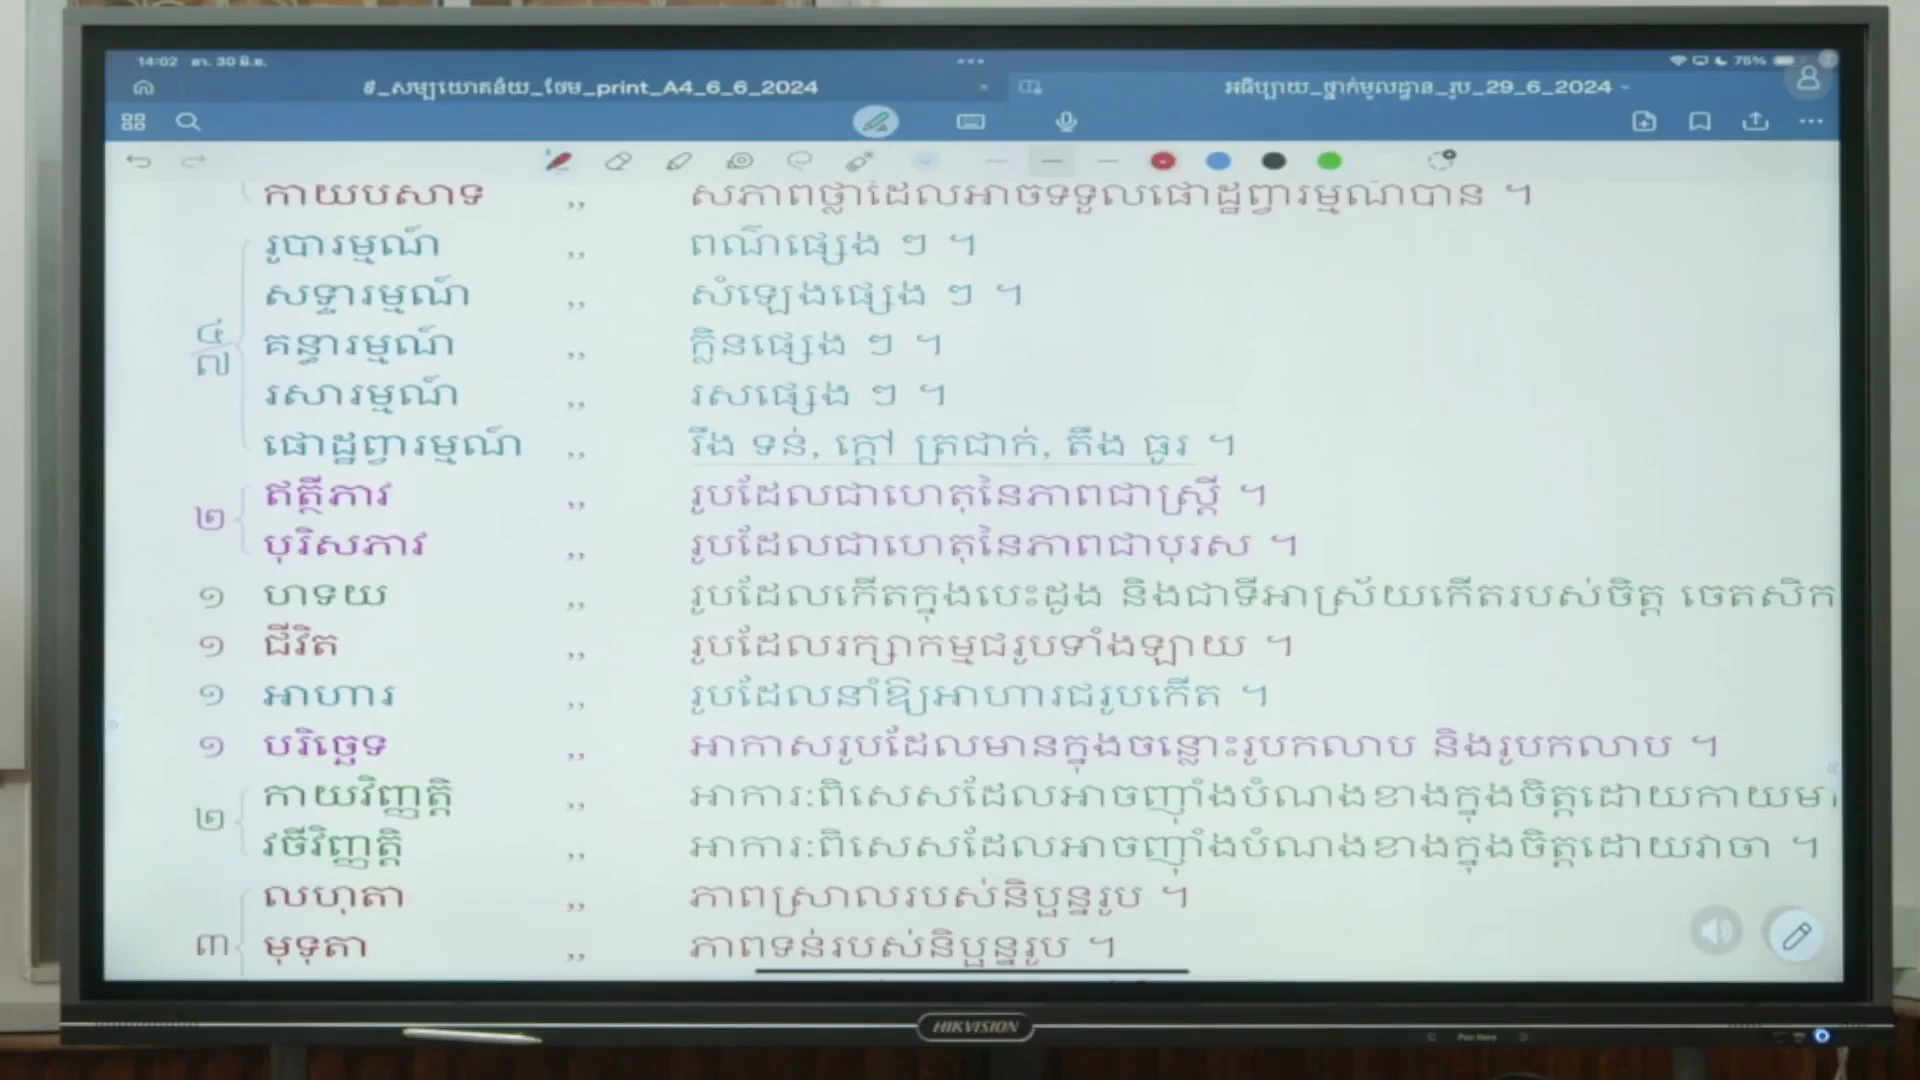 14:02 อา. 30 มิ.ย.
75%
៩_សម្បយោគន័យ_ថែម_print_A4_6_6_2024
អធិប្បាយ_ថ្នាក់មូលដ្ឋាន_រូប_29_6_2024
កាយបសាទ ,, សភាពថ្លាដែលអាចទទួលផោដ្ឋព្វារម្មណ៍បាន ។
រូបារម្មណ៍ ,, ពណ៌ផ្សេង ៗ ។
សទ្ទារម្មណ៍ ,, សំឡេងផ្សេង ៗ ។
៤ ៧ គន្ធារម្មណ៍ ,, ក្លិនផ្សេង ៗ ។
រសារម្មណ៍ ,, រសផ្សេង ៗ ។
ផោដ្ឋព្វារម្មណ៍ ,, រឹង ទន់, ក្តៅ ត្រជាក់, តឹង ធូរ ។
២ ឥត្ថីភាវ ,, រូបដែលជាហេតុនៃភាពជាស្ត្រី ។
បុរិសភាវ ,, រូបដែលជាហេតុនៃភាពជាបុរស ។
១ ហទយ ,, រូបដែលកើតក្នុងបេះដូង និងជាទីអាស្រ័យកើតរបស់ចិត្ត ចេតសិក
១ ជីវិត ,, រូបដែលរក្សាកម្មជរូបទាំងឡាយ ។
១ អាហារ ,, រូបដែលនាំឱ្យអាហារជរូបកើត ។
១ បរិច្ឆេទ ,, អាកាសរូបដែលមានក្នុងចន្លោះរូបកលាប និងរូបកលាប ។
២ កាយវិញ្ញត្តិ ,, អាការៈពិសេសដែលអាចញ៉ាំងបំណងខាងក្នុងចិត្តដោយកាយ
វចីវិញ្ញត្តិ ,, អាការៈពិសេសដែលអាចញ៉ាំងបំណងខាងក្នុងចិត្តដោយវាចា ។
លហុតា ,, ភាពស្រាលរបស់និប្ផន្នរូប ។
៣ មុទុតា ,, ភាពទន់របស់និប្ផន្នរូប ។
HIKVISION